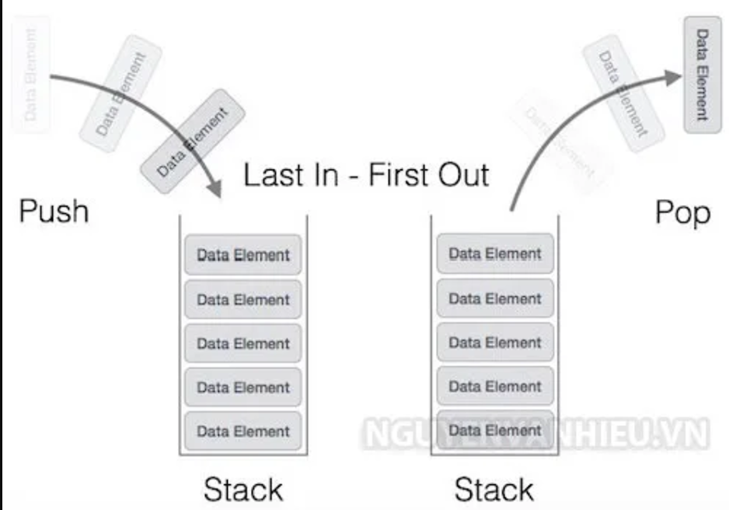 Data Element
Data Element
Data Element
Push
Last In - First Out
Data Element
Data Element
Data Element
Pop
Data Element
Data Element
Data Element
Data Element
Data Element
Stack
Data Element
Data Element
Data Element
Data Element
Data Element
Stack
NGUYENVANHIEU.VN